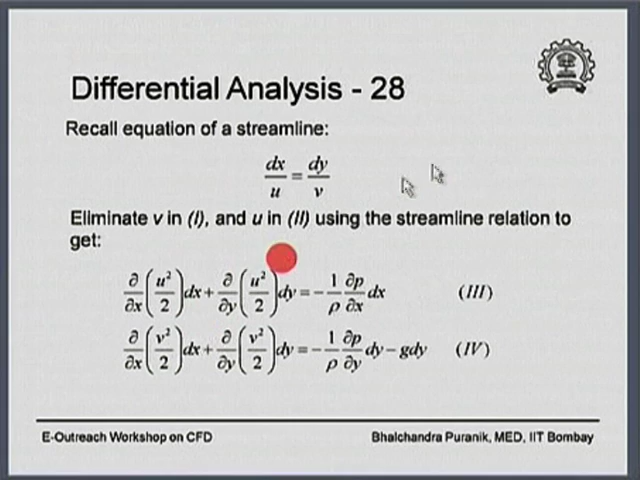 Differential Analysis - 28
Recall equation of a streamline:
dx/u = dy/v
Eliminate v in (I), and u in (II) using the streamline relation to
get:
∂/∂x (u²/2) dx + ∂/∂y (u²/2) dy = - 1/ρ ∂p/∂x dx (III)
∂/∂x (v²/2) dx + ∂/∂y (v²/2) dy = - 1/ρ ∂p/∂y dy - gdy (IV)
E-Outreach Workshop on CFD
Bhalchandra Puranik, MED, IIT Bombay